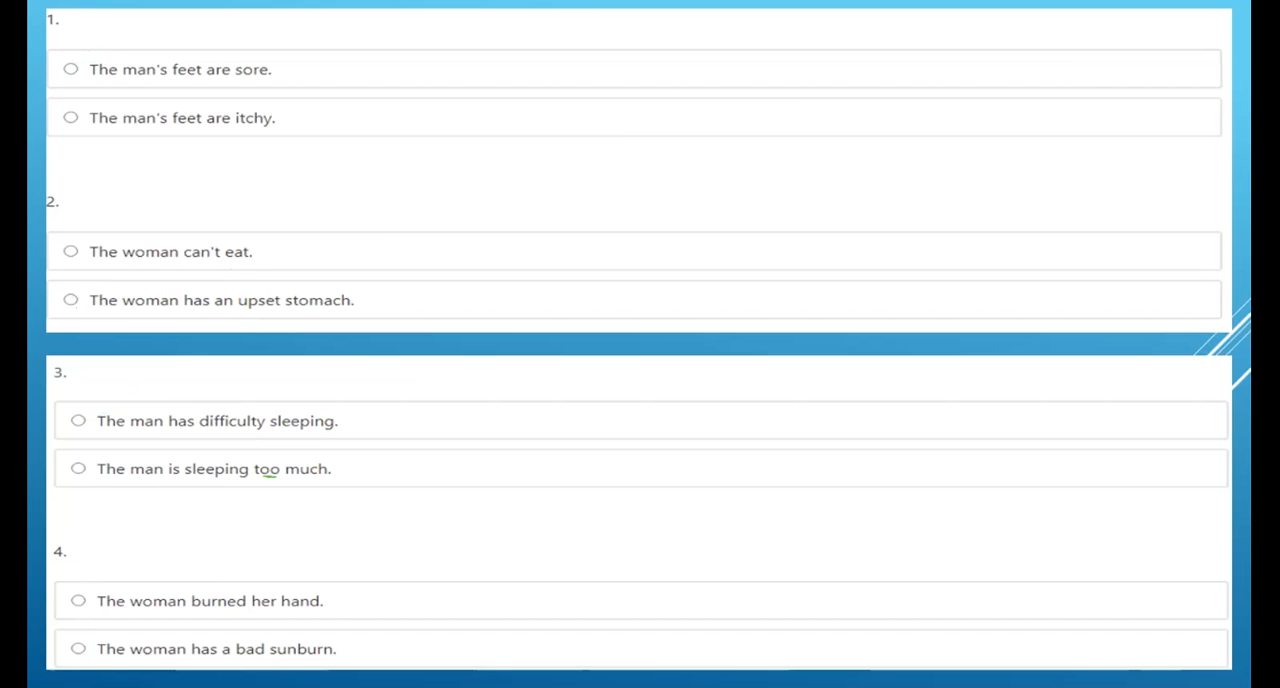 1.
The man's feet are sore.
The man's feet are itchy.
2.
The woman can't eat.
The woman has an upset stomach.
3.
The man has difficulty sleeping.
The man is sleeping too much.
4.
The woman burned her hand.
The woman has a bad sunburn.